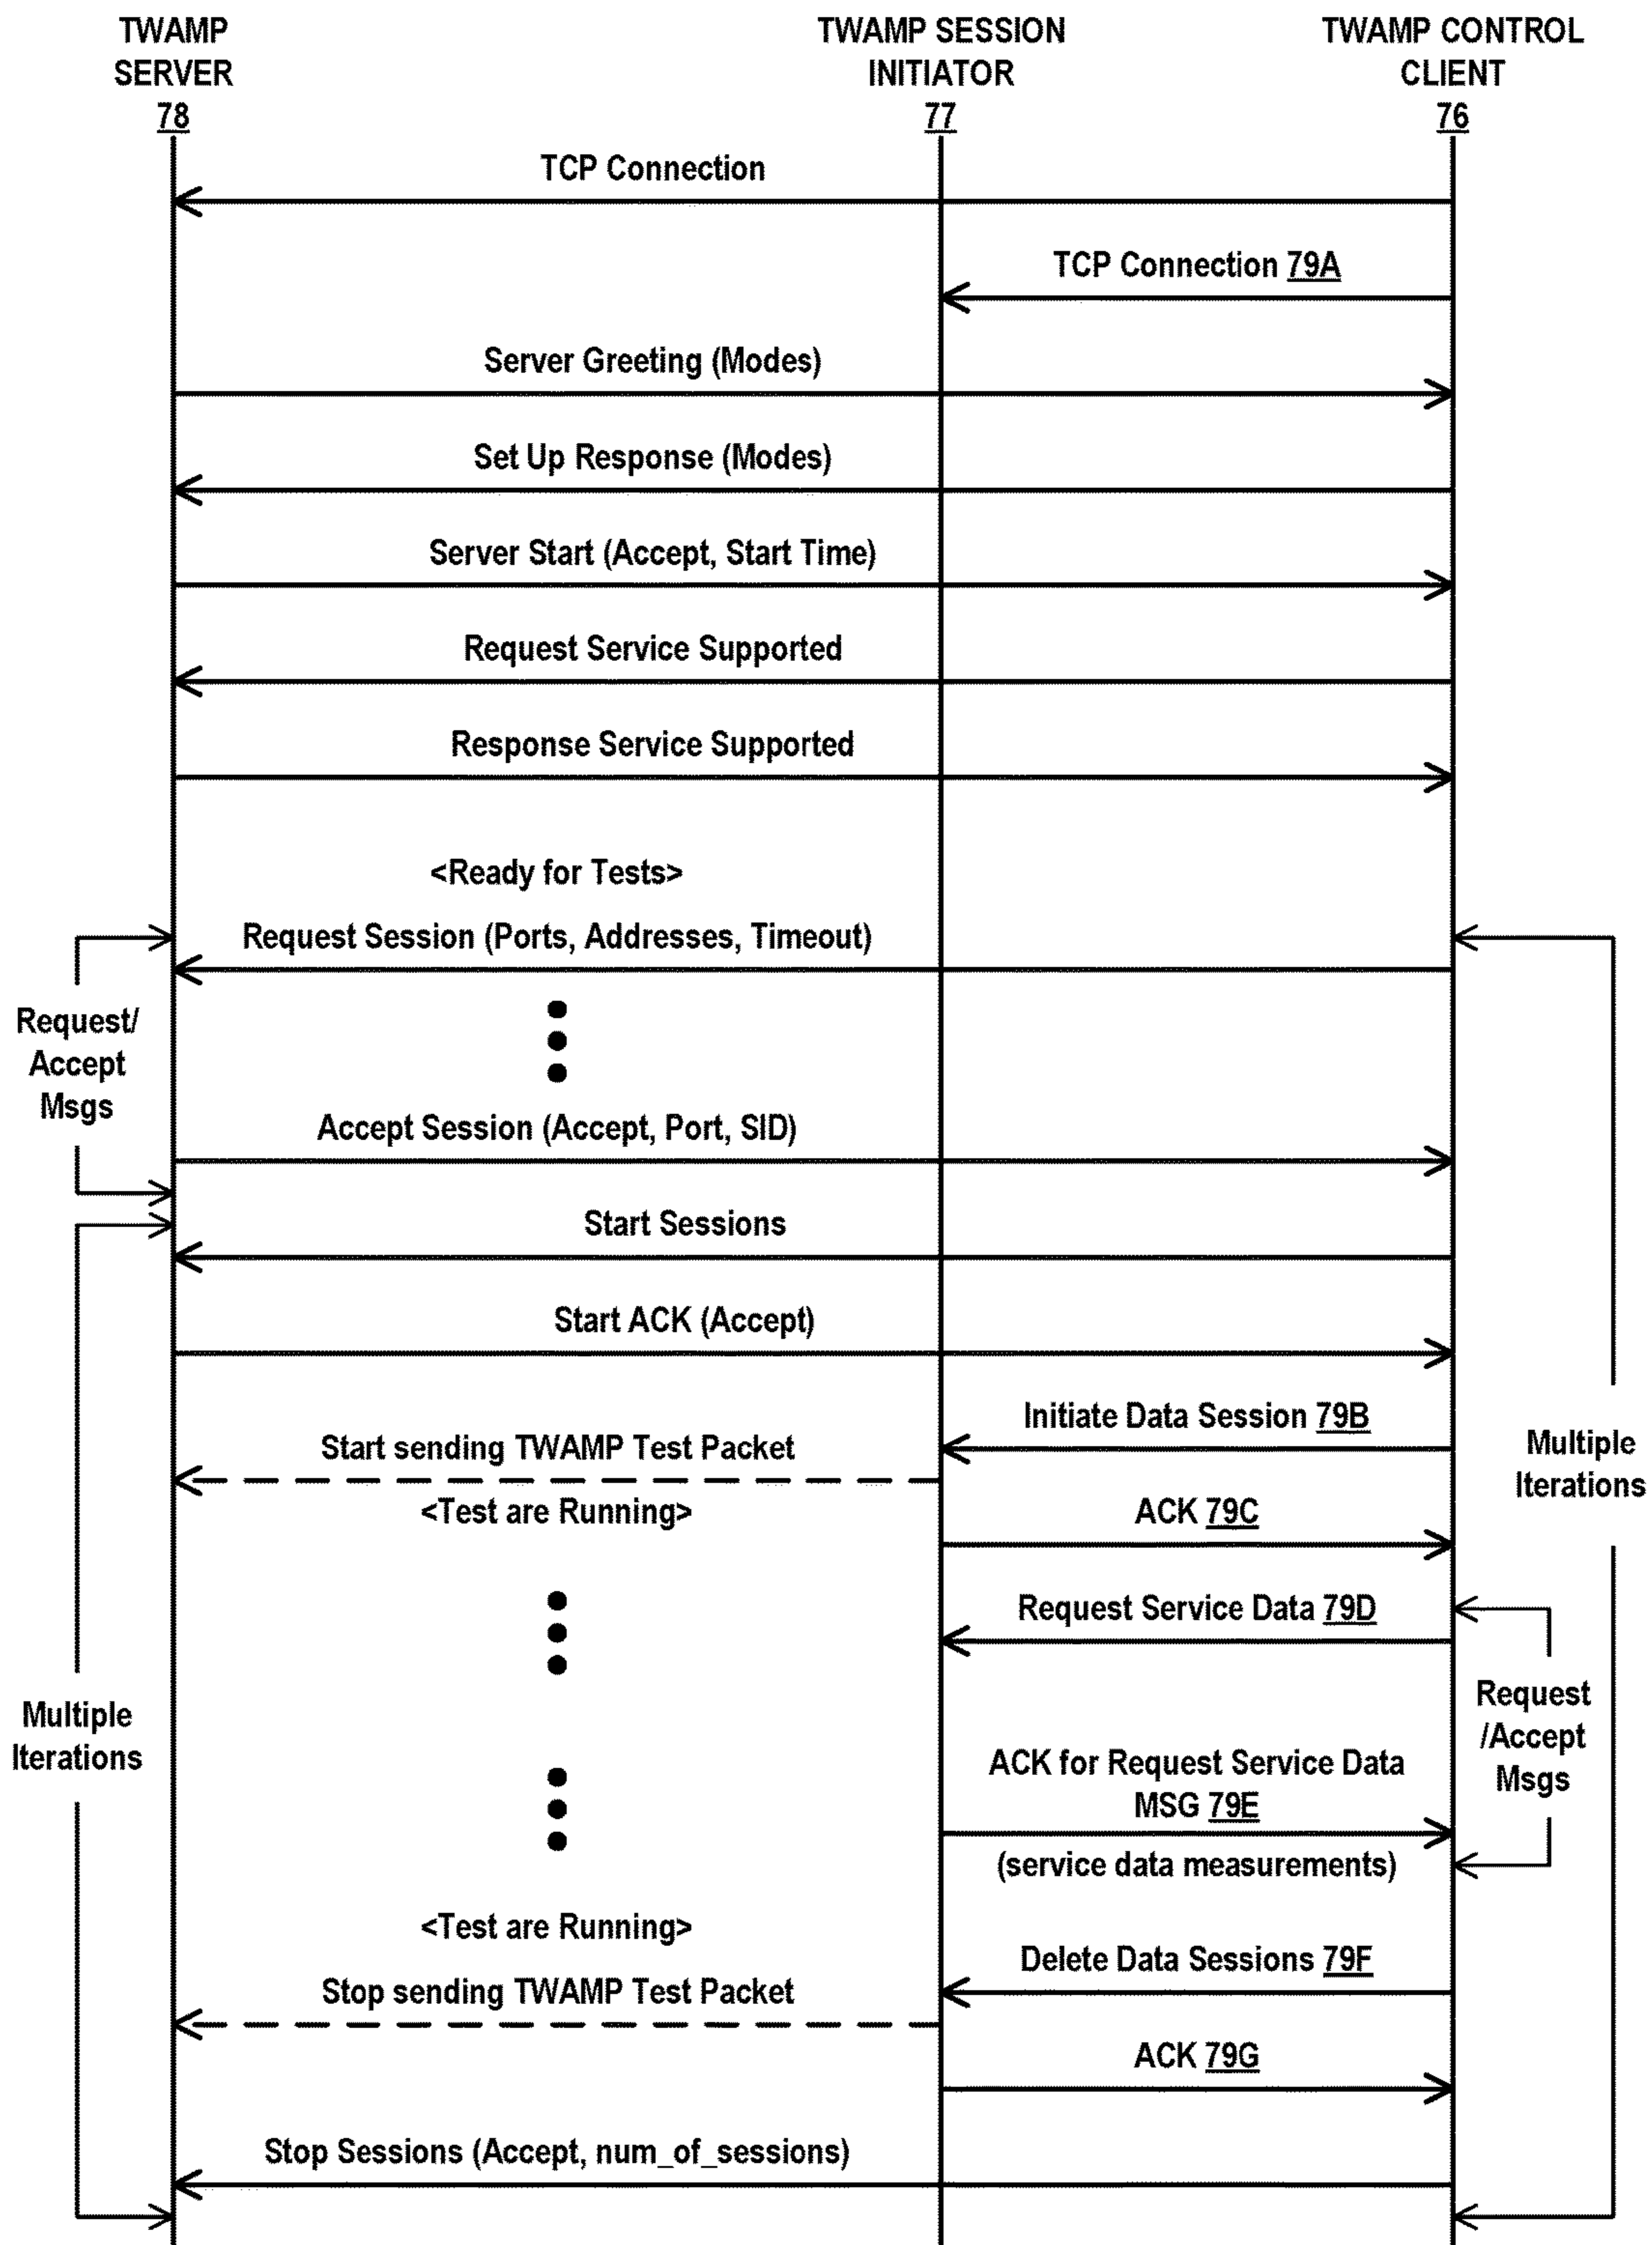 TWAMP
SERVER
78
TWAMP SESSION
INITIATOR
77
TWAMP CONTROL
CLIENT
76
TCP Connection
TCP Connection 79A
Server Greeting (Modes)
Set Up Response (Modes)
Server Start (Accept, Start Time)
Request Service Supported
Response Service Supported
<Ready for Tests>
Request Session (Ports, Addresses, Timeout)
Request/
Accept
Msgs
Accept Session (Accept, Port, SID)
Start Sessions
Start ACK (Accept)
Initiate Data Session 79B
Start sending TWAMP Test Packet
Multiple
Iterations
<Test are Running>
ACK 79C
Request Service Data 79D
Multiple
Iterations
Request
/Accept
Msgs
ACK for Request Service Data
MSG 79E
(service data measurements)
<Test are Running>
Delete Data Sessions 79F
Stop sending TWAMP Test Packet
ACK 79G
Stop Sessions (Accept, num_of_sessions)